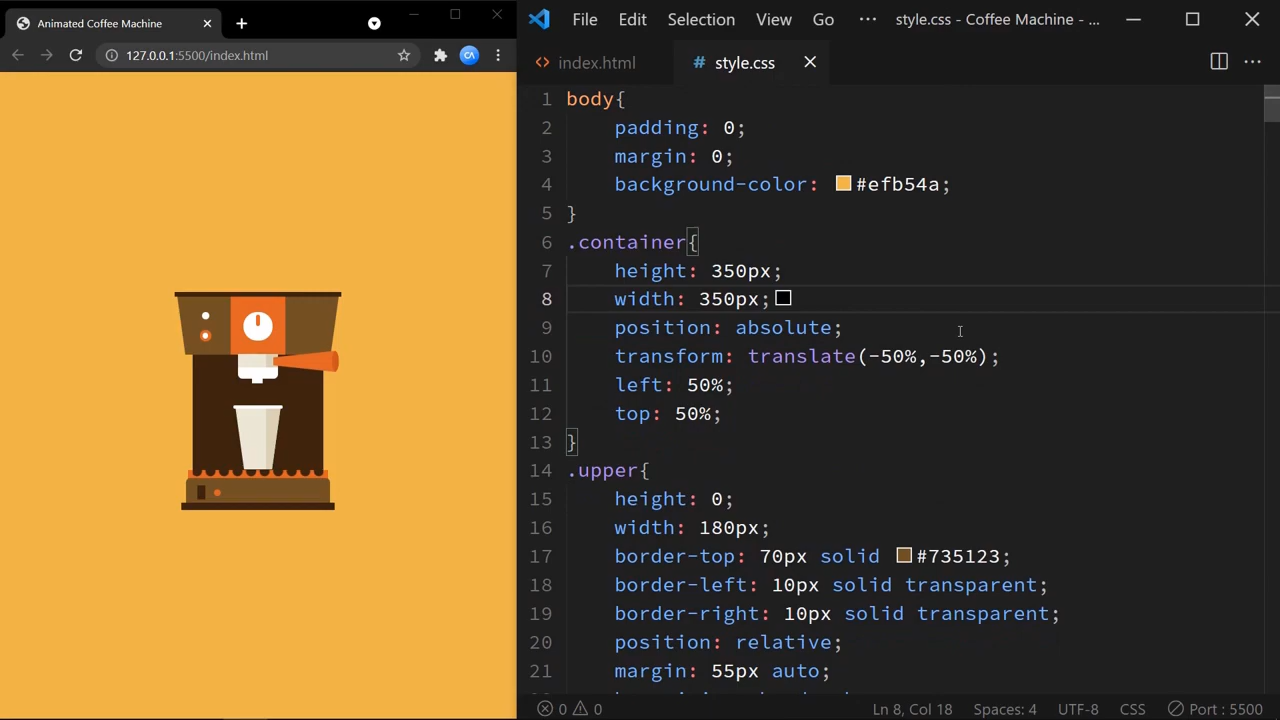 Animated Coffee Machine
127.0.0.1:5500/index.html
File Edit Selection View Go ··· style.css - Coffee Machine - ...
index.html
# style.css
1 body{
2 padding: 0;
3 margin: 0;
4 background-color: #efb54a;
5 }
6 .container{
7 height: 350px;
8 width: 350px;
9 position: absolute;
10 transform: translate(-50%,-50%);
11 left: 50%;
12 top: 50%;
13 }
14 .upper{
15 height: 0;
16 width: 180px;
17 border-top: 70px solid #735123;
18 border-left: 10px solid transparent;
19 border-right: 10px solid transparent;
20 position: relative;
21 margin: 55px auto;
0 0 Ln 8, Col 18 Spaces: 4 UTF-8 CSS Port : 5500